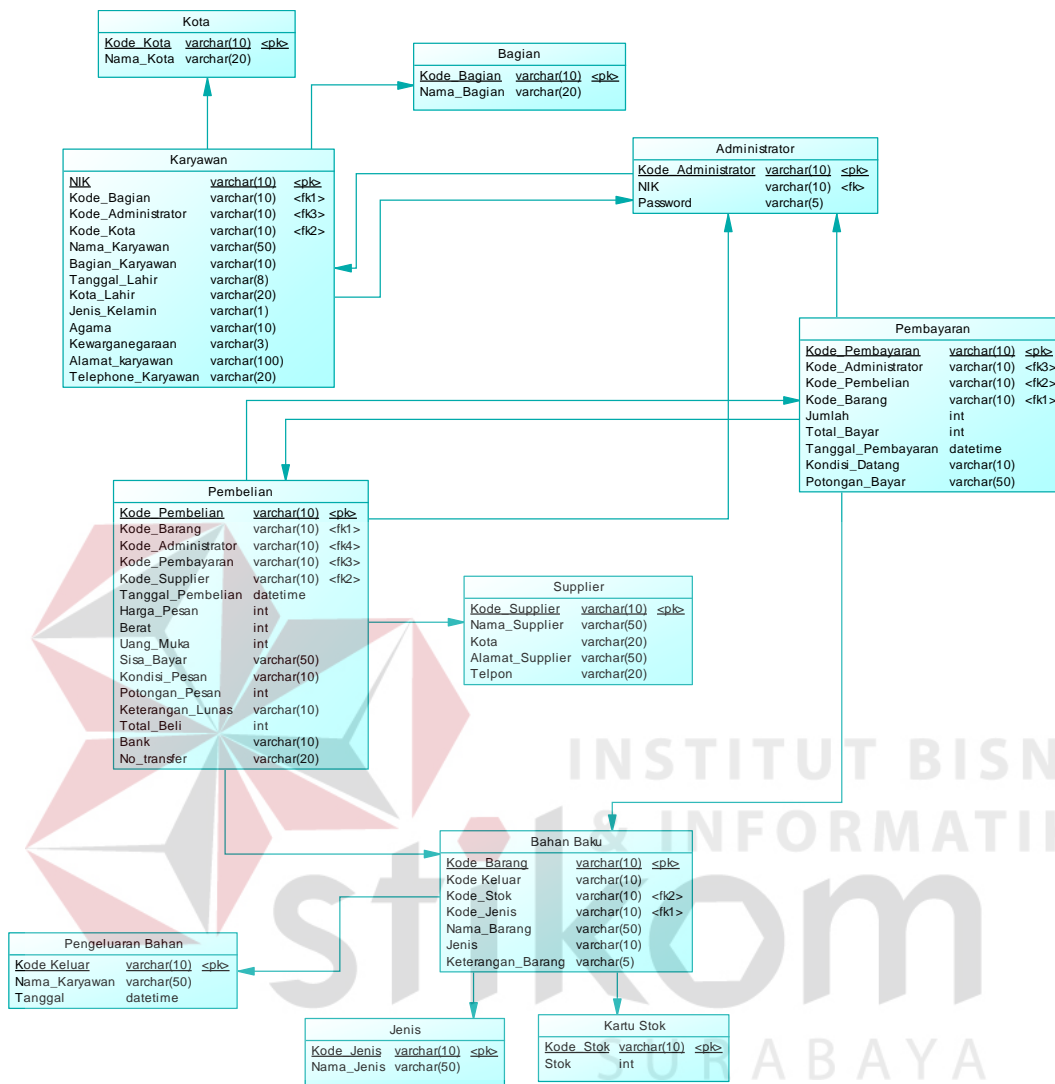 Kota
Kode_Kota varchar(10) <pk>
Nama_Kota varchar(20)
Bagian
Kode_Bagian varchar(10) <pk>
Nama_Bagian varchar(20)
Karyawan
NIK varchar(10) <pk>
Kode_Bagian varchar(10) <fk1>
Kode_Administrator varchar(10) <fk3>
Kode_Kota varchar(10) <fk2>
Nama_Karyawan varchar(50)
Bagian_Karyawan varchar(10)
Tanggal_Lahir varchar(8)
Kota_Lahir varchar(20)
Jenis_Kelamin varchar(1)
Agama varchar(10)
Kewarganegaraan varchar(3)
Alamat_karyawan varchar(100)
Telephone_Karyawan varchar(20)
Administrator
Kode_Administrator varchar(10) <pk>
NIK varchar(10) <fk>
Password varchar(5)
Pembayaran
Kode_Pembayaran varchar(10) <pk>
Kode_Administrator varchar(10) <fk3>
Kode_Pembelian varchar(10) <fk2>
Kode_Barang varchar(10) <fk1>
Jumlah int
Total_Bayar int
Tanggal_Pembayaran datetime
Kondisi_Datang varchar(10)
Potongan_Bayar varchar(50)
Pembelian
Kode_Pembelian varchar(10) <pk>
Kode_Barang varchar(10) <fk1>
Kode_Administrator varchar(10) <fk4>
Kode_Pembayaran varchar(10) <fk3>
Kode_Supplier varchar(10) <fk2>
Tanggal_Pembelian datetime
Harga_Pesan int
Berat int
Uang_Muka int
Sisa_Bayar varchar(50)
Kondisi_Pesan varchar(10)
Potongan_Pesan int
Keterangan_Lunas varchar(10)
Total_Beli int
Bank varchar(10)
No_transfer varchar(20)
Supplier
Kode_Supplier varchar(10) <pk>
Nama_Supplier varchar(50)
Kota varchar(20)
Alamat_Supplier varchar(50)
Telpon varchar(20)
INSTITUT BISN
& INFORMATI
stikom
SURABAYA
Bahan Baku
Kode_Barang varchar(10) <pk>
Kode Keluar varchar(10)
Kode_Stok varchar(10) <fk2>
Kode_Jenis varchar(10) <fk1>
Nama_Barang varchar(50)
Jenis varchar(10)
Keterangan_Barang varchar(5)
Pengeluaran Bahan
Kode Keluar varchar(10) <pk>
Nama_Karyawan varchar(50)
Tanggal datetime
Jenis
Kode_Jenis varchar(10) <pk>
Nama_Jenis varchar(50)
Kartu Stok
Kode_Stok varchar(10) <pk>
Stok int